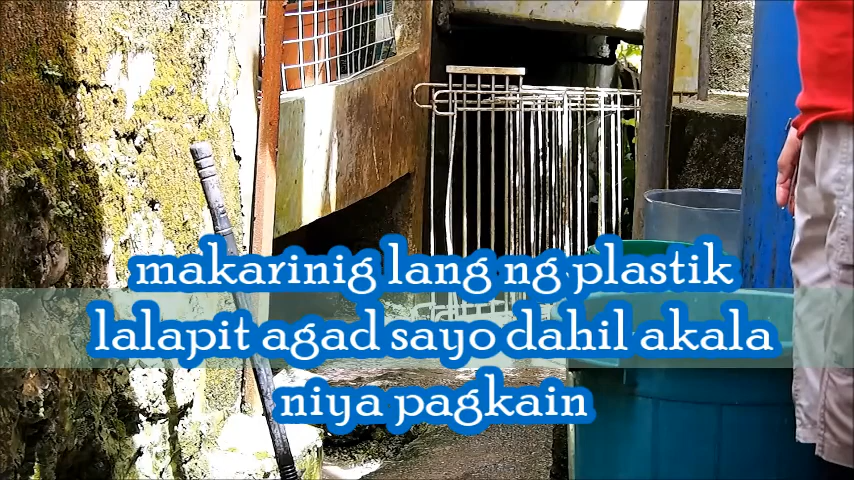 makarinig lang ng plastik
lalapit agad sayo dahil akala
niya pagkain